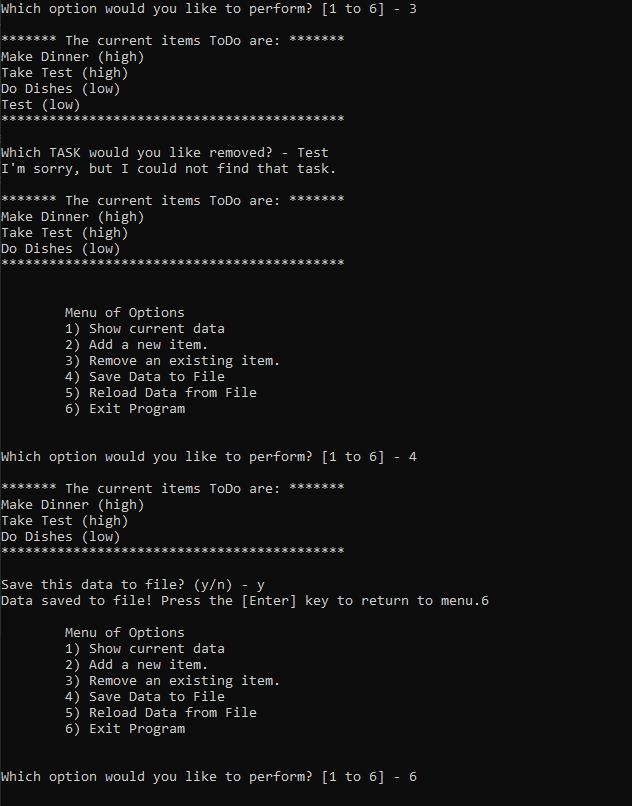 Which option would you like to perform? [1 to 6] - 3
******* The current items ToDo are: *******
Make Dinner (high)
Take Test (high)
Do Dishes (low)
Test (low)
*******************************************
Which TASK would you like removed? - Test
I'm sorry, but I could not find that task.
******* The current items ToDo are: *******
Make Dinner (high)
Take Test (high)
Do Dishes (low)
*******************************************
Menu of Options
1) Show current data
2) Add a new item.
3) Remove an existing item.
4) Save Data to File
5) Reload Data from File
6) Exit Program
Which option would you like to perform? [1 to 6] - 4
******* The current items ToDo are: *******
Make Dinner (high)
Take Test (high)
Do Dishes (low)
*******************************************
Save this data to file? (y/n) - y
Data saved to file! Press the [Enter] key to return to menu.6
Menu of Options
1) Show current data
2) Add a new item.
3) Remove an existing item.
4) Save Data to File
5) Reload Data from File
6) Exit Program
Which option would you like to perform? [1 to 6] - 6